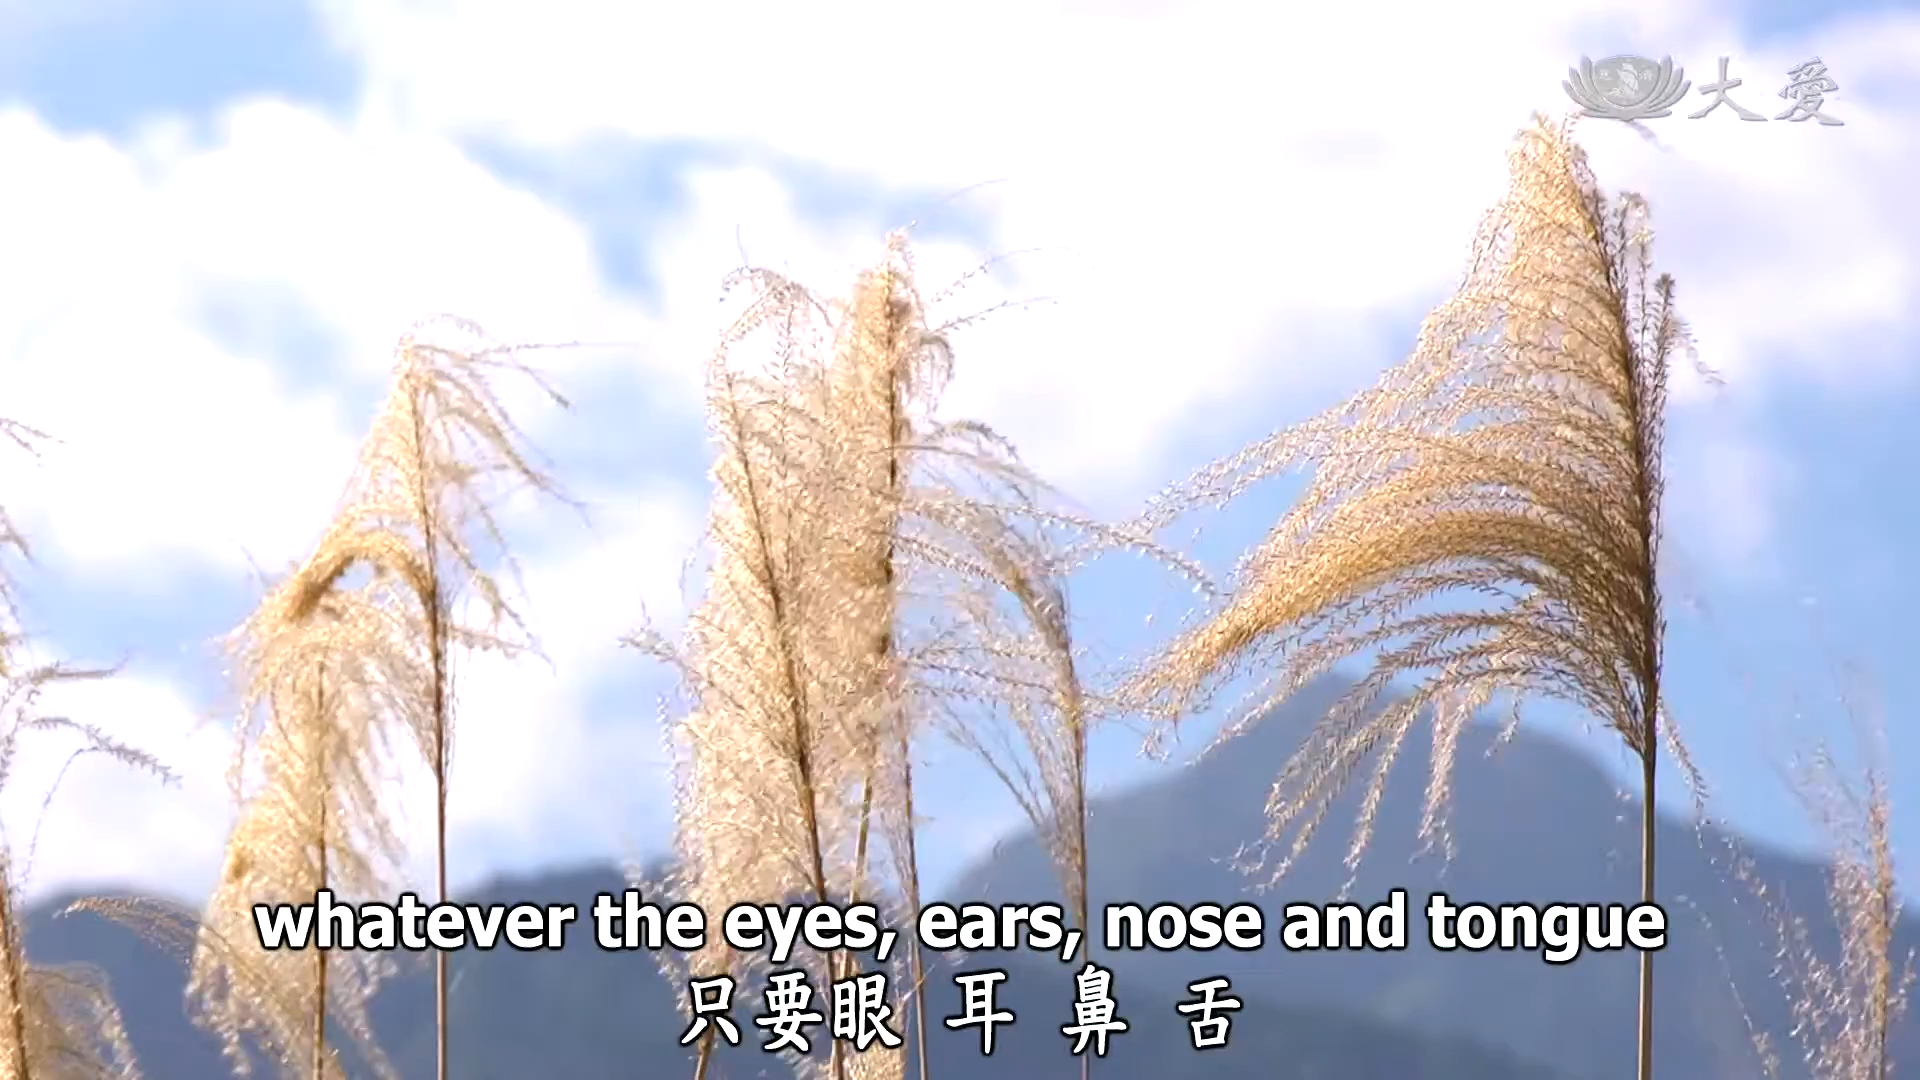 大愛
whatever the eyes, ears, nose and tongue
只要眼 耳 鼻 舌